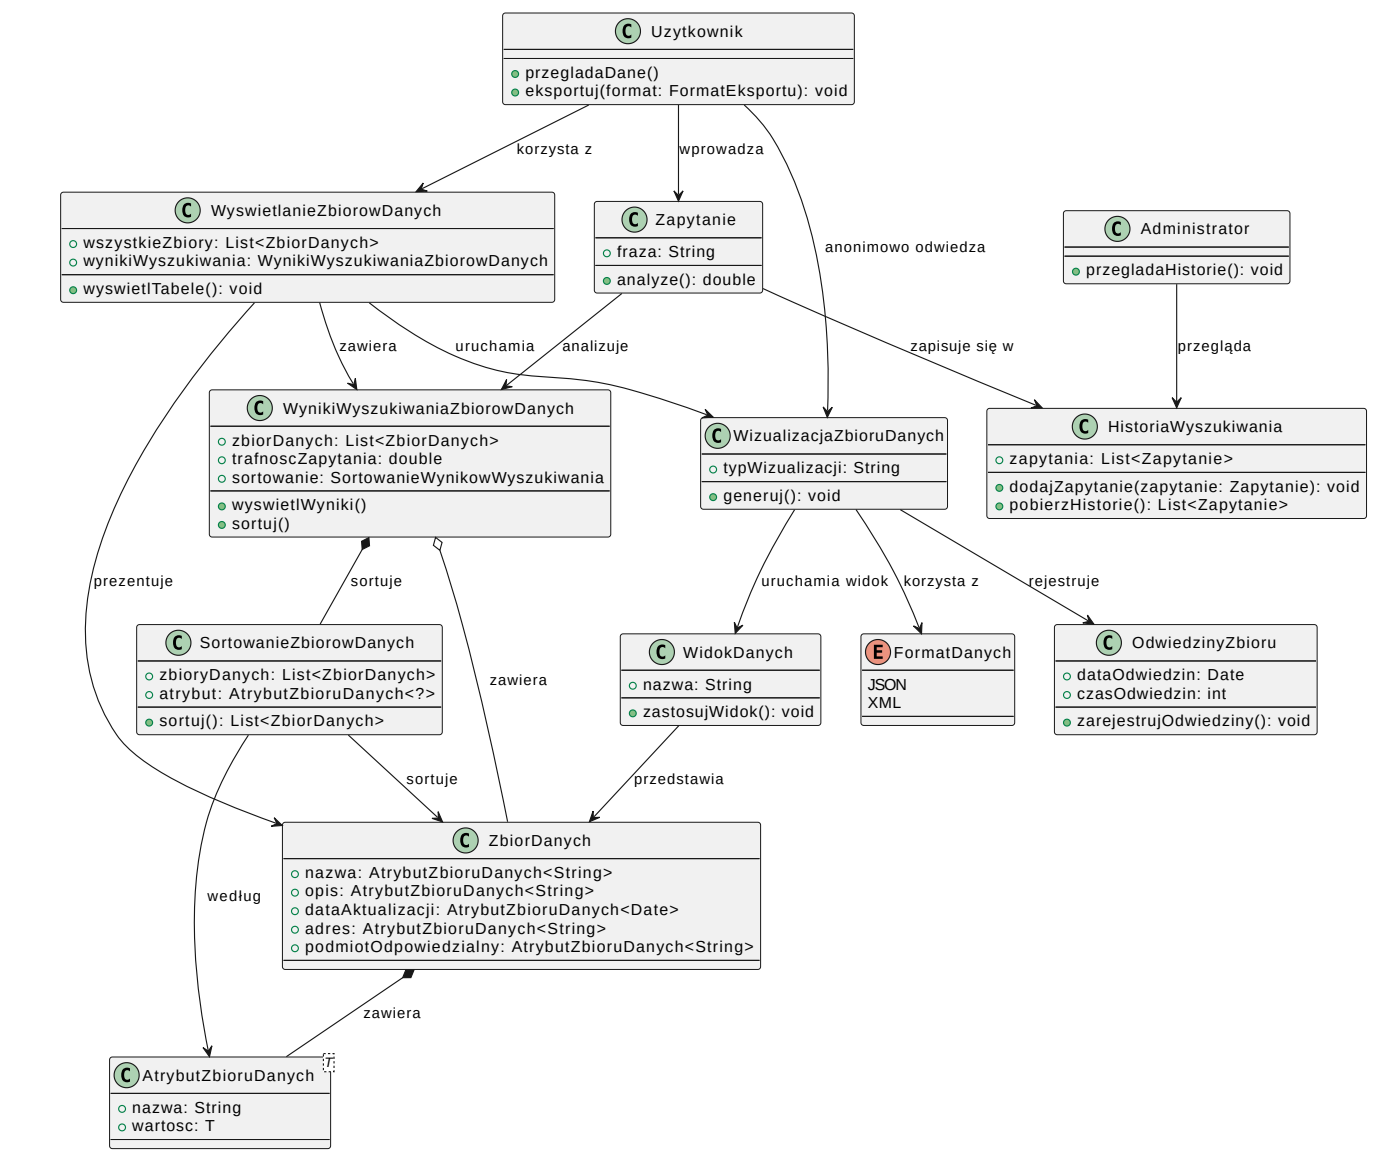 C Uzytkownik
przegladaDane()
eksportuj(format: FormatEksportu): void
korzysta z
wprowadza
anonimowo odwiedza
C WyswietlanieZbiorowDanych
wszystkieZbiory: List<ZbiorDanych>
wynikiWyszukiwania: WynikiWyszukiwaniaZbiorowDanych
wyswietlTabele(): void
C Zapytanie
fraza: String
analyze(): double
C Administrator
przegladaHistorie(): void
zawiera
uruchamia
analizuje
zapisuje się w
przegląda
C WynikiWyszukiwaniaZbiorowDanych
zbiorDanych: List<ZbiorDanych>
trafnoscZapytania: double
sortowanie: SortowanieWynikowWyszukiwania
wyswietlWyniki()
sortuj()
C WizualizacjaZbioruDanych
typWizualizacji: String
generuj(): void
C HistoriaWyszukiwania
zapytania: List<Zapytanie>
dodajZapytanie(zapytanie: Zapytanie): void
pobierzHistorie(): List<Zapytanie>
prezentuje
sortuje
uruchamia widok
korzysta z
rejestruje
C SortowanieZbiorowDanych
zbioryDanych: List<ZbiorDanych>
atrybut: AtrybutZbioruDanych<?>
sortuj(): List<ZbiorDanych>
zawiera
C WidokDanych
nazwa: String
zastosujWidok(): void
E FormatDanych
JSON
XML
C OdwiedzinyZbioru
dataOdwiedzin: Date
czasOdwiedzin: int
zarejestrujOdwiedziny(): void
sortuje
przedstawia
C ZbiorDanych
nazwa: AtrybutZbioruDanych<String>
opis: AtrybutZbioruDanych<String>
dataAktualizacji: AtrybutZbioruDanych<Date>
adres: AtrybutZbioruDanych<String>
podmiotOdpowiedzialny: AtrybutZbioruDanych<String>
według
zawiera
C AtrybutZbioruDanych T
nazwa: String
wartosc: T